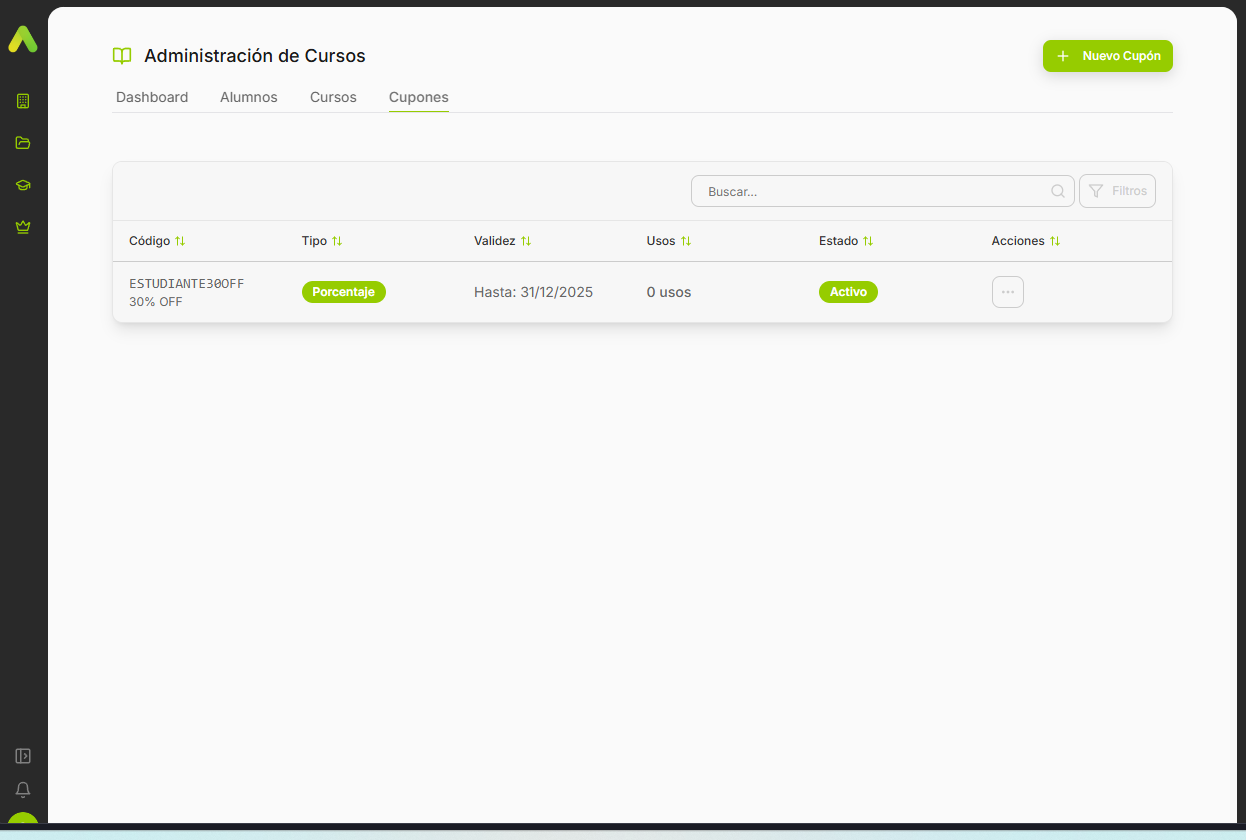 Administración de Cursos
Nuevo Cupón
Dashboard Alumnos Cursos Cupones
Buscar...
Filtros
Código Tipo Validez Usos Estado Acciones
ESTUDIANTE30OFF
30% OFF
Porcentaje
Hasta: 31/12/2025
0 usos
Activo